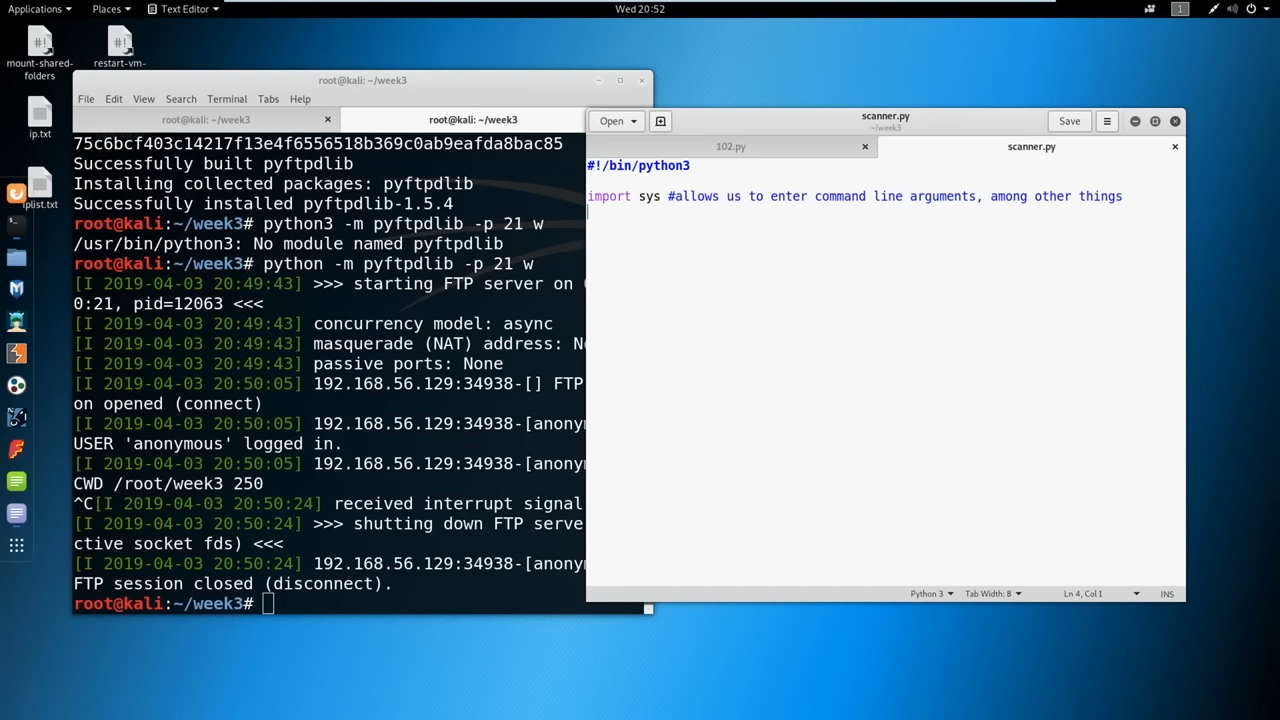 Applications
Places
Text Editor
Wed 20:52
1
mount-shared-
folders
restart-vm-
ip.txt
iplist.txt
root@kali: ~/week3
File Edit View Search Terminal Tabs Help
root@kali: ~/week3
root@kali: ~/week3
75c6bcf403c14217f13e4f6556518b369c0ab9eafda8bac85
Successfully built pyftpdlib
Installing collected packages: pyftpdlib
Successfully installed pyftpdlib-1.5.4
root@kali:~/week3# python3 -m pyftpdlib -p 21 w
/usr/bin/python3: No module named pyftpdlib
root@kali:~/week3# python -m pyftpdlib -p 21 w
[I 2019-04-03 20:49:43] >>> starting FTP server on
0:21, pid=12063 <<<
[I 2019-04-03 20:49:43] concurrency model: async
[I 2019-04-03 20:49:43] masquerade (NAT) address: No
[I 2019-04-03 20:49:43] passive ports: None
[I 2019-04-03 20:50:05] 192.168.56.129:34938-[] FTP
on opened (connect)
[I 2019-04-03 20:50:05] 192.168.56.129:34938-[anonym
USER 'anonymous' logged in.
[I 2019-04-03 20:50:05] 192.168.56.129:34938-[anonym
CWD /root/week3 250
^C[I 2019-04-03 20:50:24] received interrupt signal
[I 2019-04-03 20:50:24] >>> shutting down FTP serve
ctive socket fds) <<<
[I 2019-04-03 20:50:24] 192.168.56.129:34938-[anonym
FTP session closed (disconnect).
root@kali:~/week3#
Open
scanner.py
~/week3
Save
102.py
scanner.py
#!/bin/python3
import sys #allows us to enter command line arguments, among other things
Python 3
Tab Width: 8
Ln 4, Col 1
INS